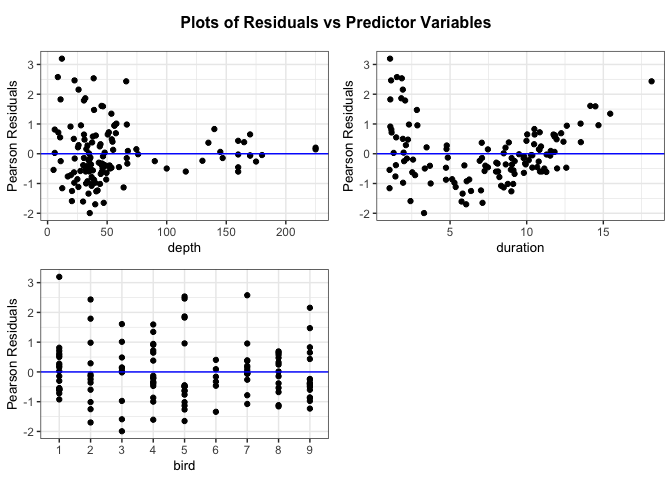 Plots of Residuals vs Predictor Variables
Pearson Residuals
3
2
1
0
-1
-2
0 50 100 150 200
depth
Pearson Residuals
3
2
1
0
-1
-2
5 10 15
duration
Pearson Residuals
3
2
1
0
-1
-2
1 2 3 4 5 6 7 8 9
bird